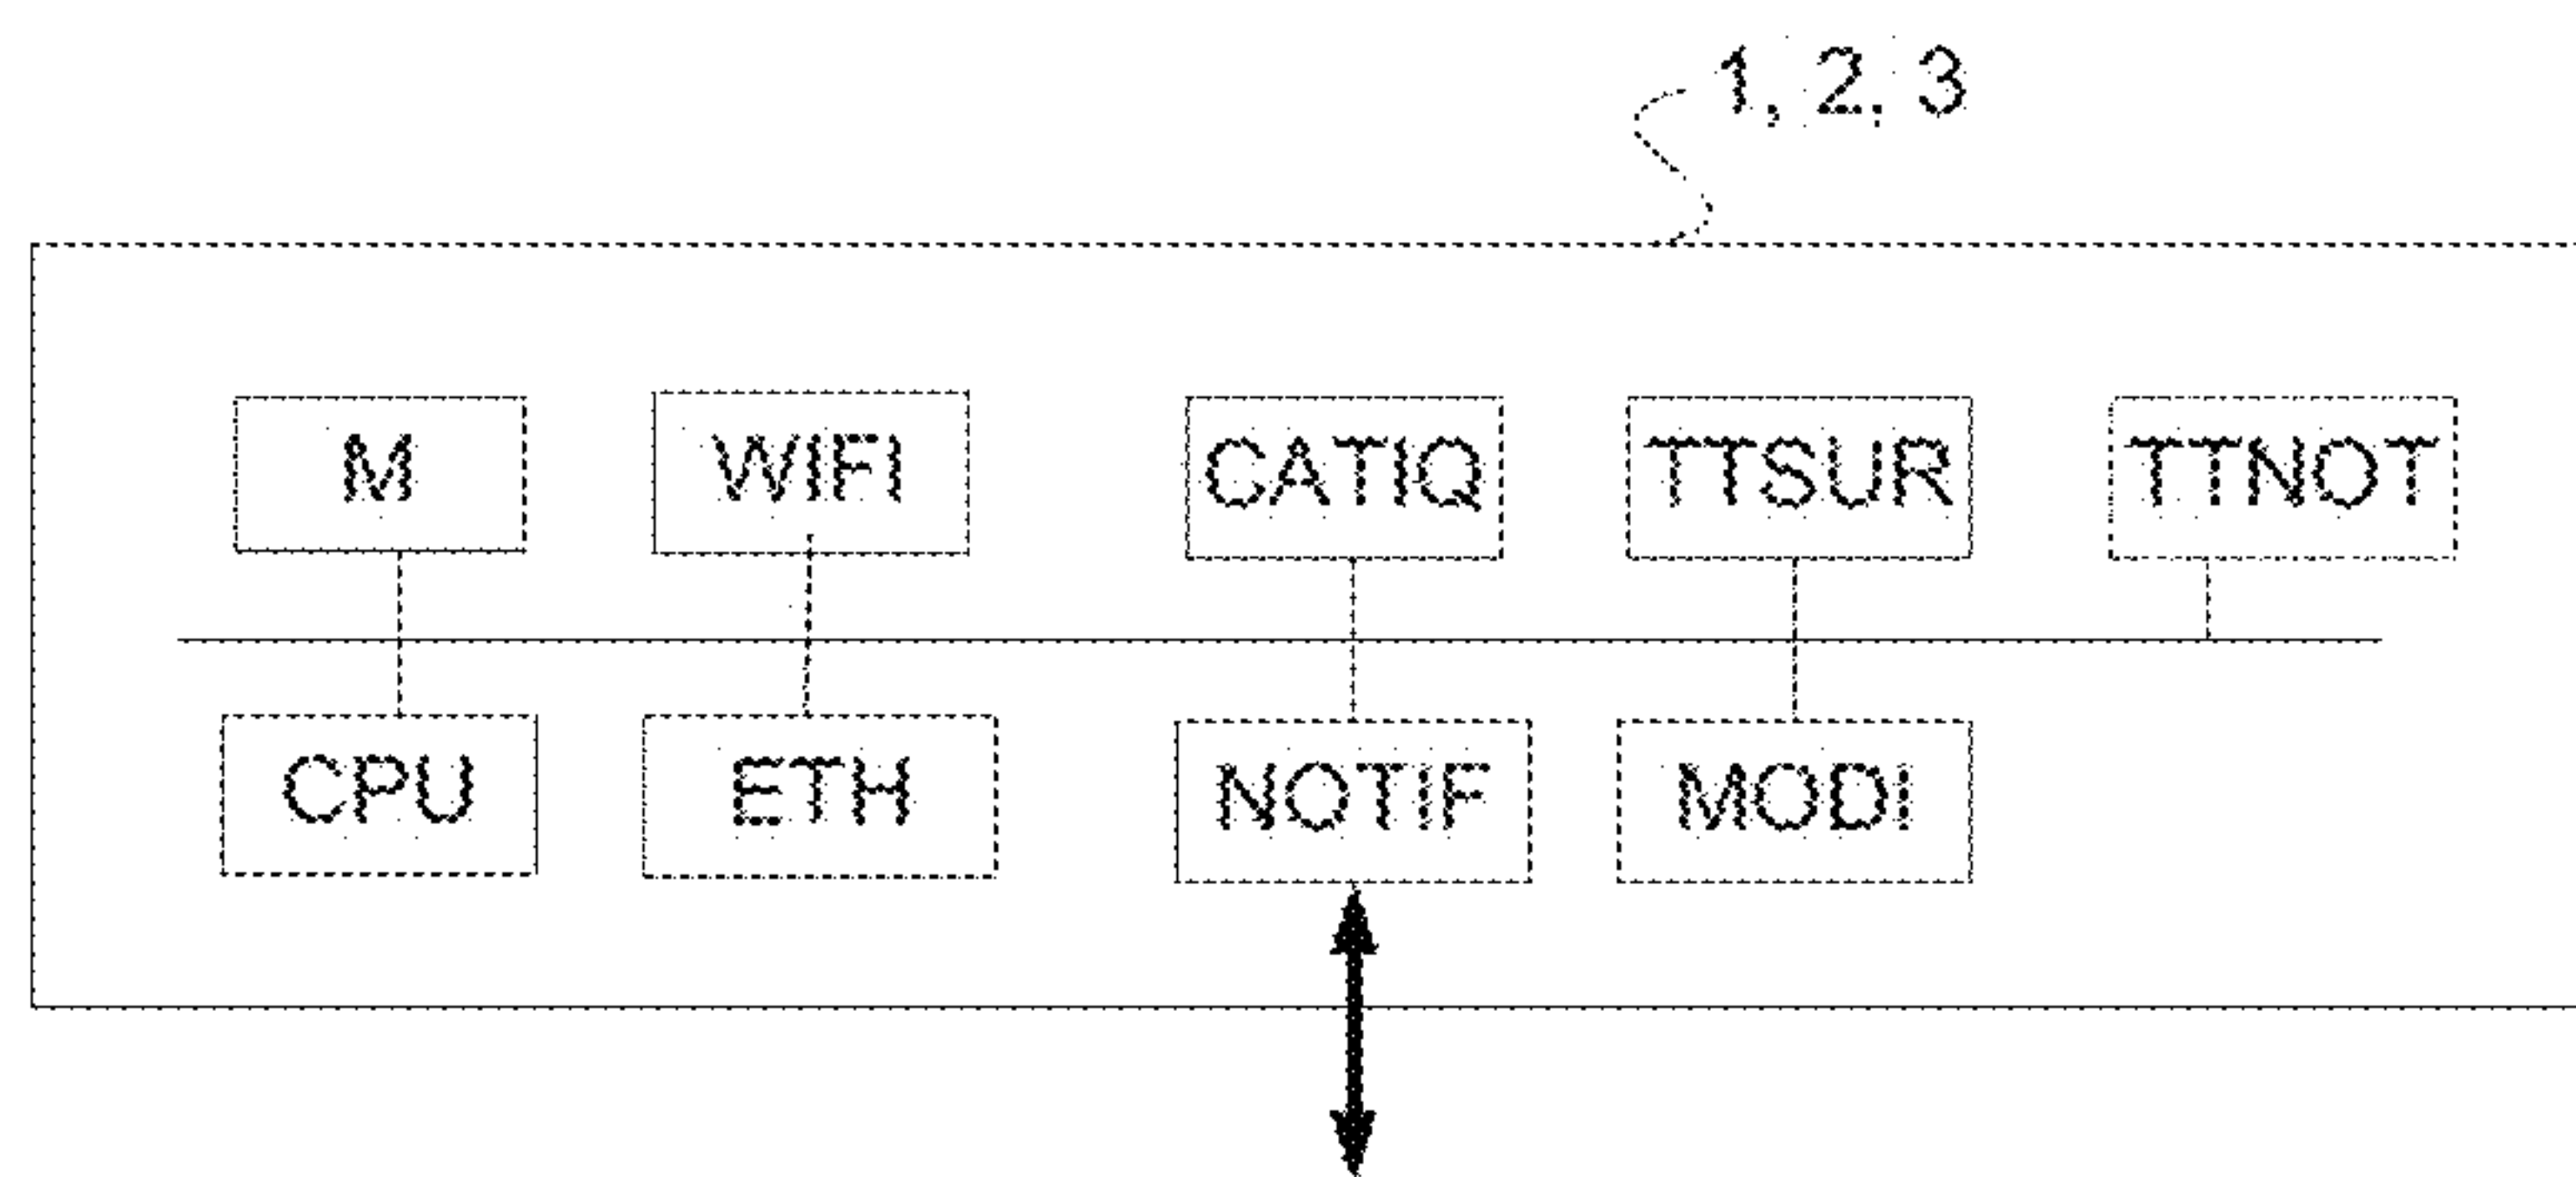 1, 2, 3
M WIFI CATIQ TTSUR TTNOT
CPU ETH NOTIF MODI